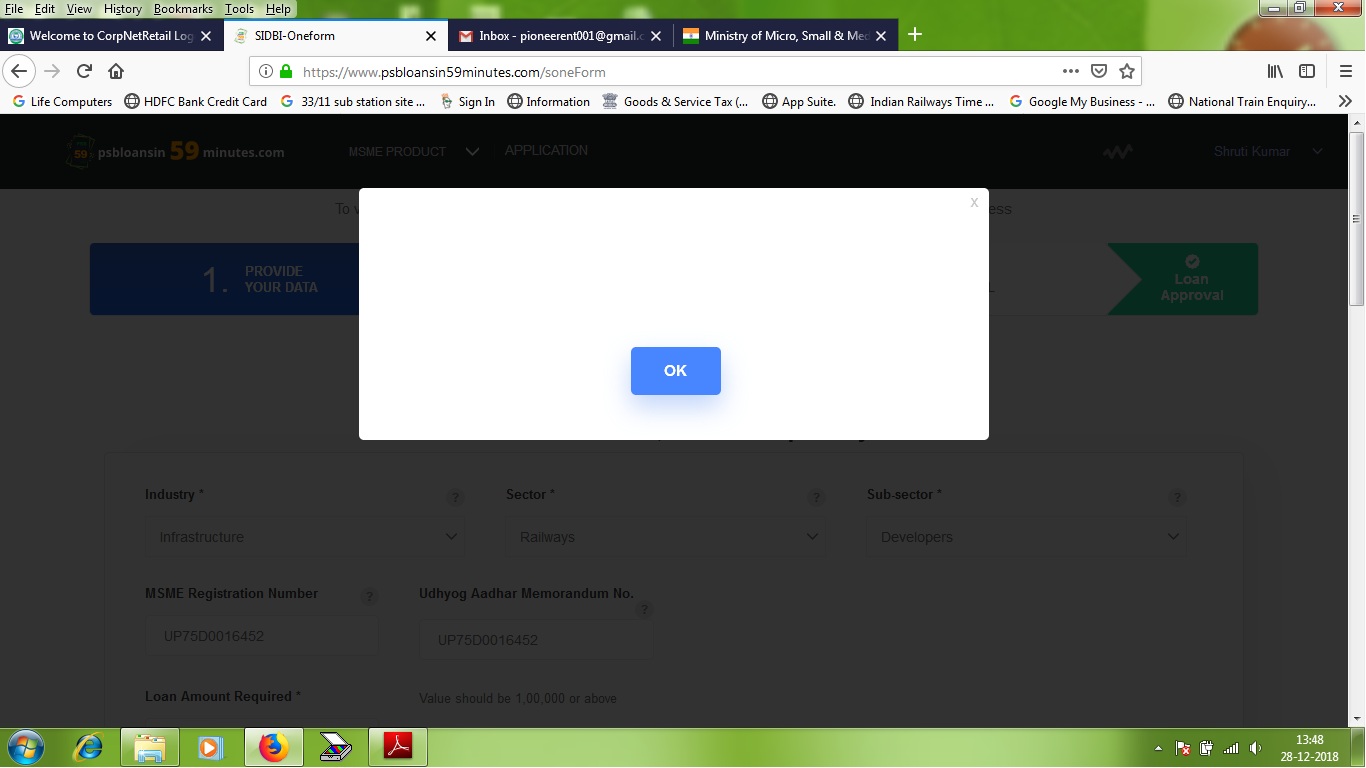 File Edit View History Bookmarks Tools Help
Welcome to CorpNetRetail Log
SIDBI-Oneform
Inbox - pioneerent001@gmail.c
Ministry of Micro, Small & Med
https://www.psbloansin59minutes.com/soneForm
Life Computers HDFC Bank Credit Card 33/11 sub station site ... Sign In Information Goods & Service Tax (... App Suite. Indian Railways Time ... Google My Business - ... National Train Enquiry...
psbloansin 59 minutes.com MSME PRODUCT APPLICATION Shruti Kumar
X
To ess
1. PROVIDE
YOUR DATA
Loan
Approval
OK
Industry * ? Sector * ? Sub-sector * ?
Infrastructure Railways Developers
MSME Registration Number ? Udhyog Aadhar Memorandum No. ?
UP75D0016452 UP75D0016452
Loan Amount Required * Value should be 1,00,000 or above
13:48
28-12-2018